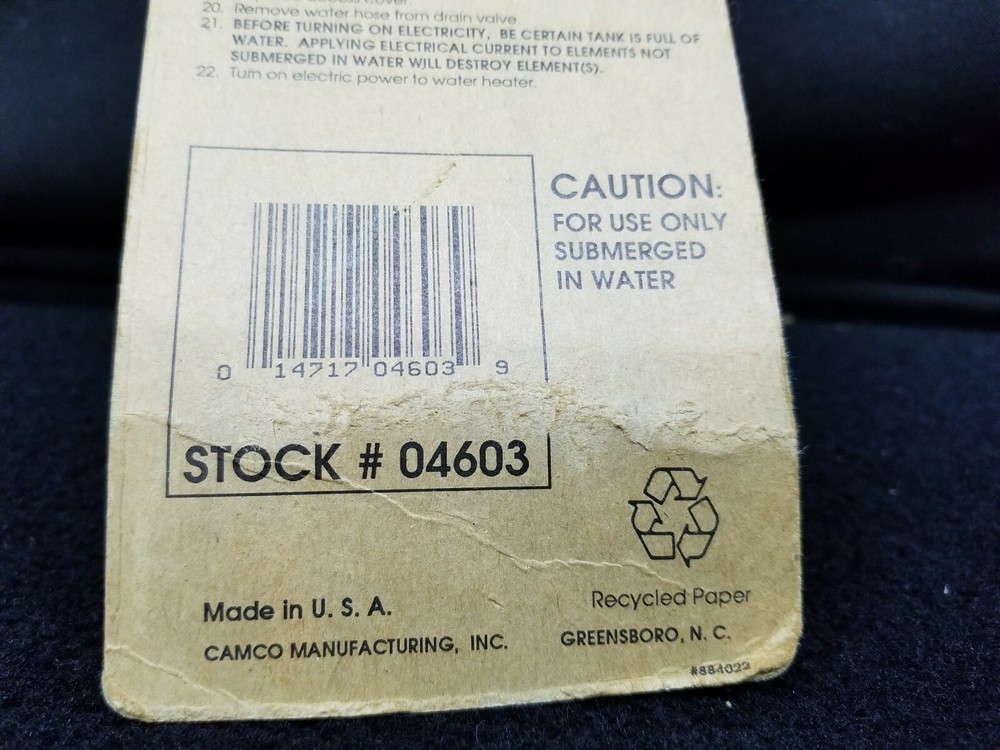 access cover.
20. Remove water hose from drain valve.
21. BEFORE TURNING ON ELECTRICITY, BE CERTAIN TANK IS FULL OF
WATER. APPLYING ELECTRICAL CURRENT TO ELEMENTS NOT
SUBMERGED IN WATER WILL DESTROY ELEMENT(S).
22. Turn on electric power to water heater.
CAUTION:
FOR USE ONLY
SUBMERGED
IN WATER
0 14717 04603 9
STOCK # 04603
Recycled Paper
Made in U. S. A.
CAMCO MANUFACTURING, INC. GREENSBORO, N. C.
#884022